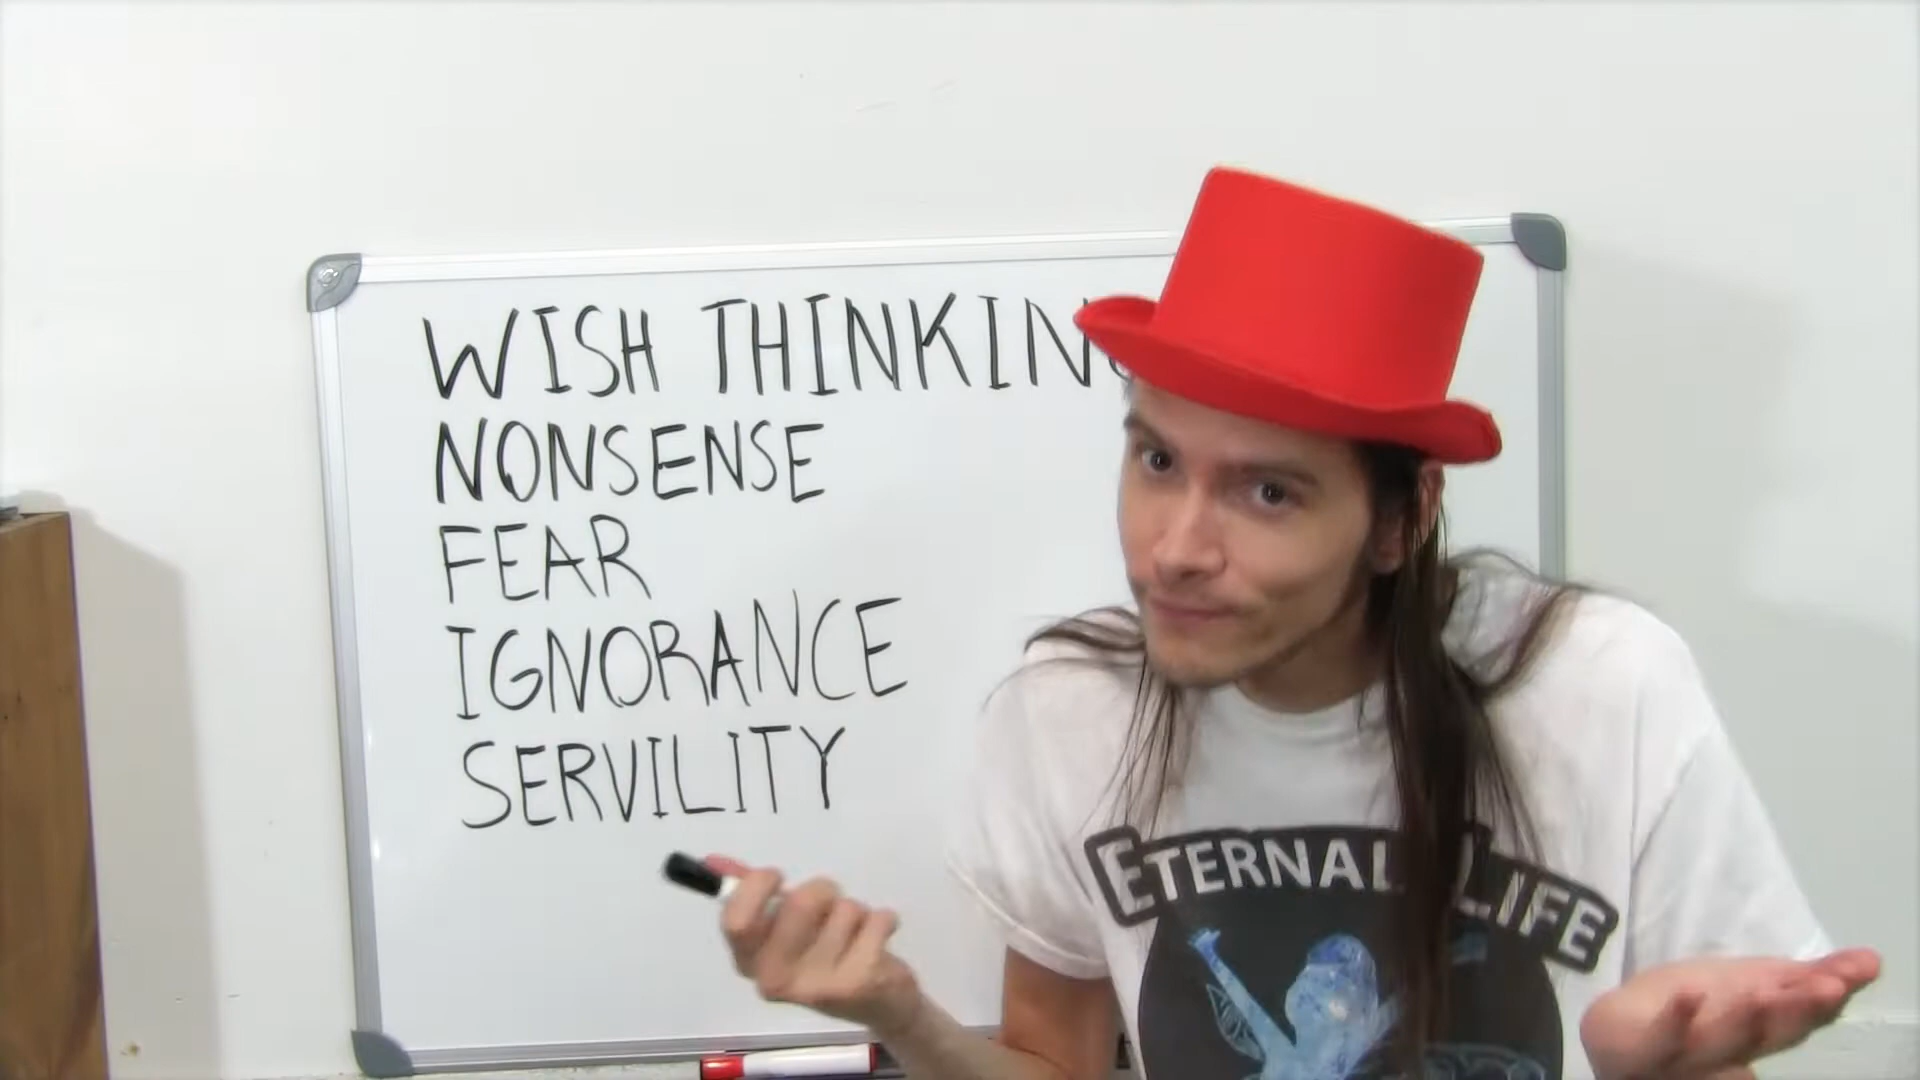 WISH THINKING
NONSENSE
FEAR
IGNORANCE
SERVILITY
ETERNAL LIFE